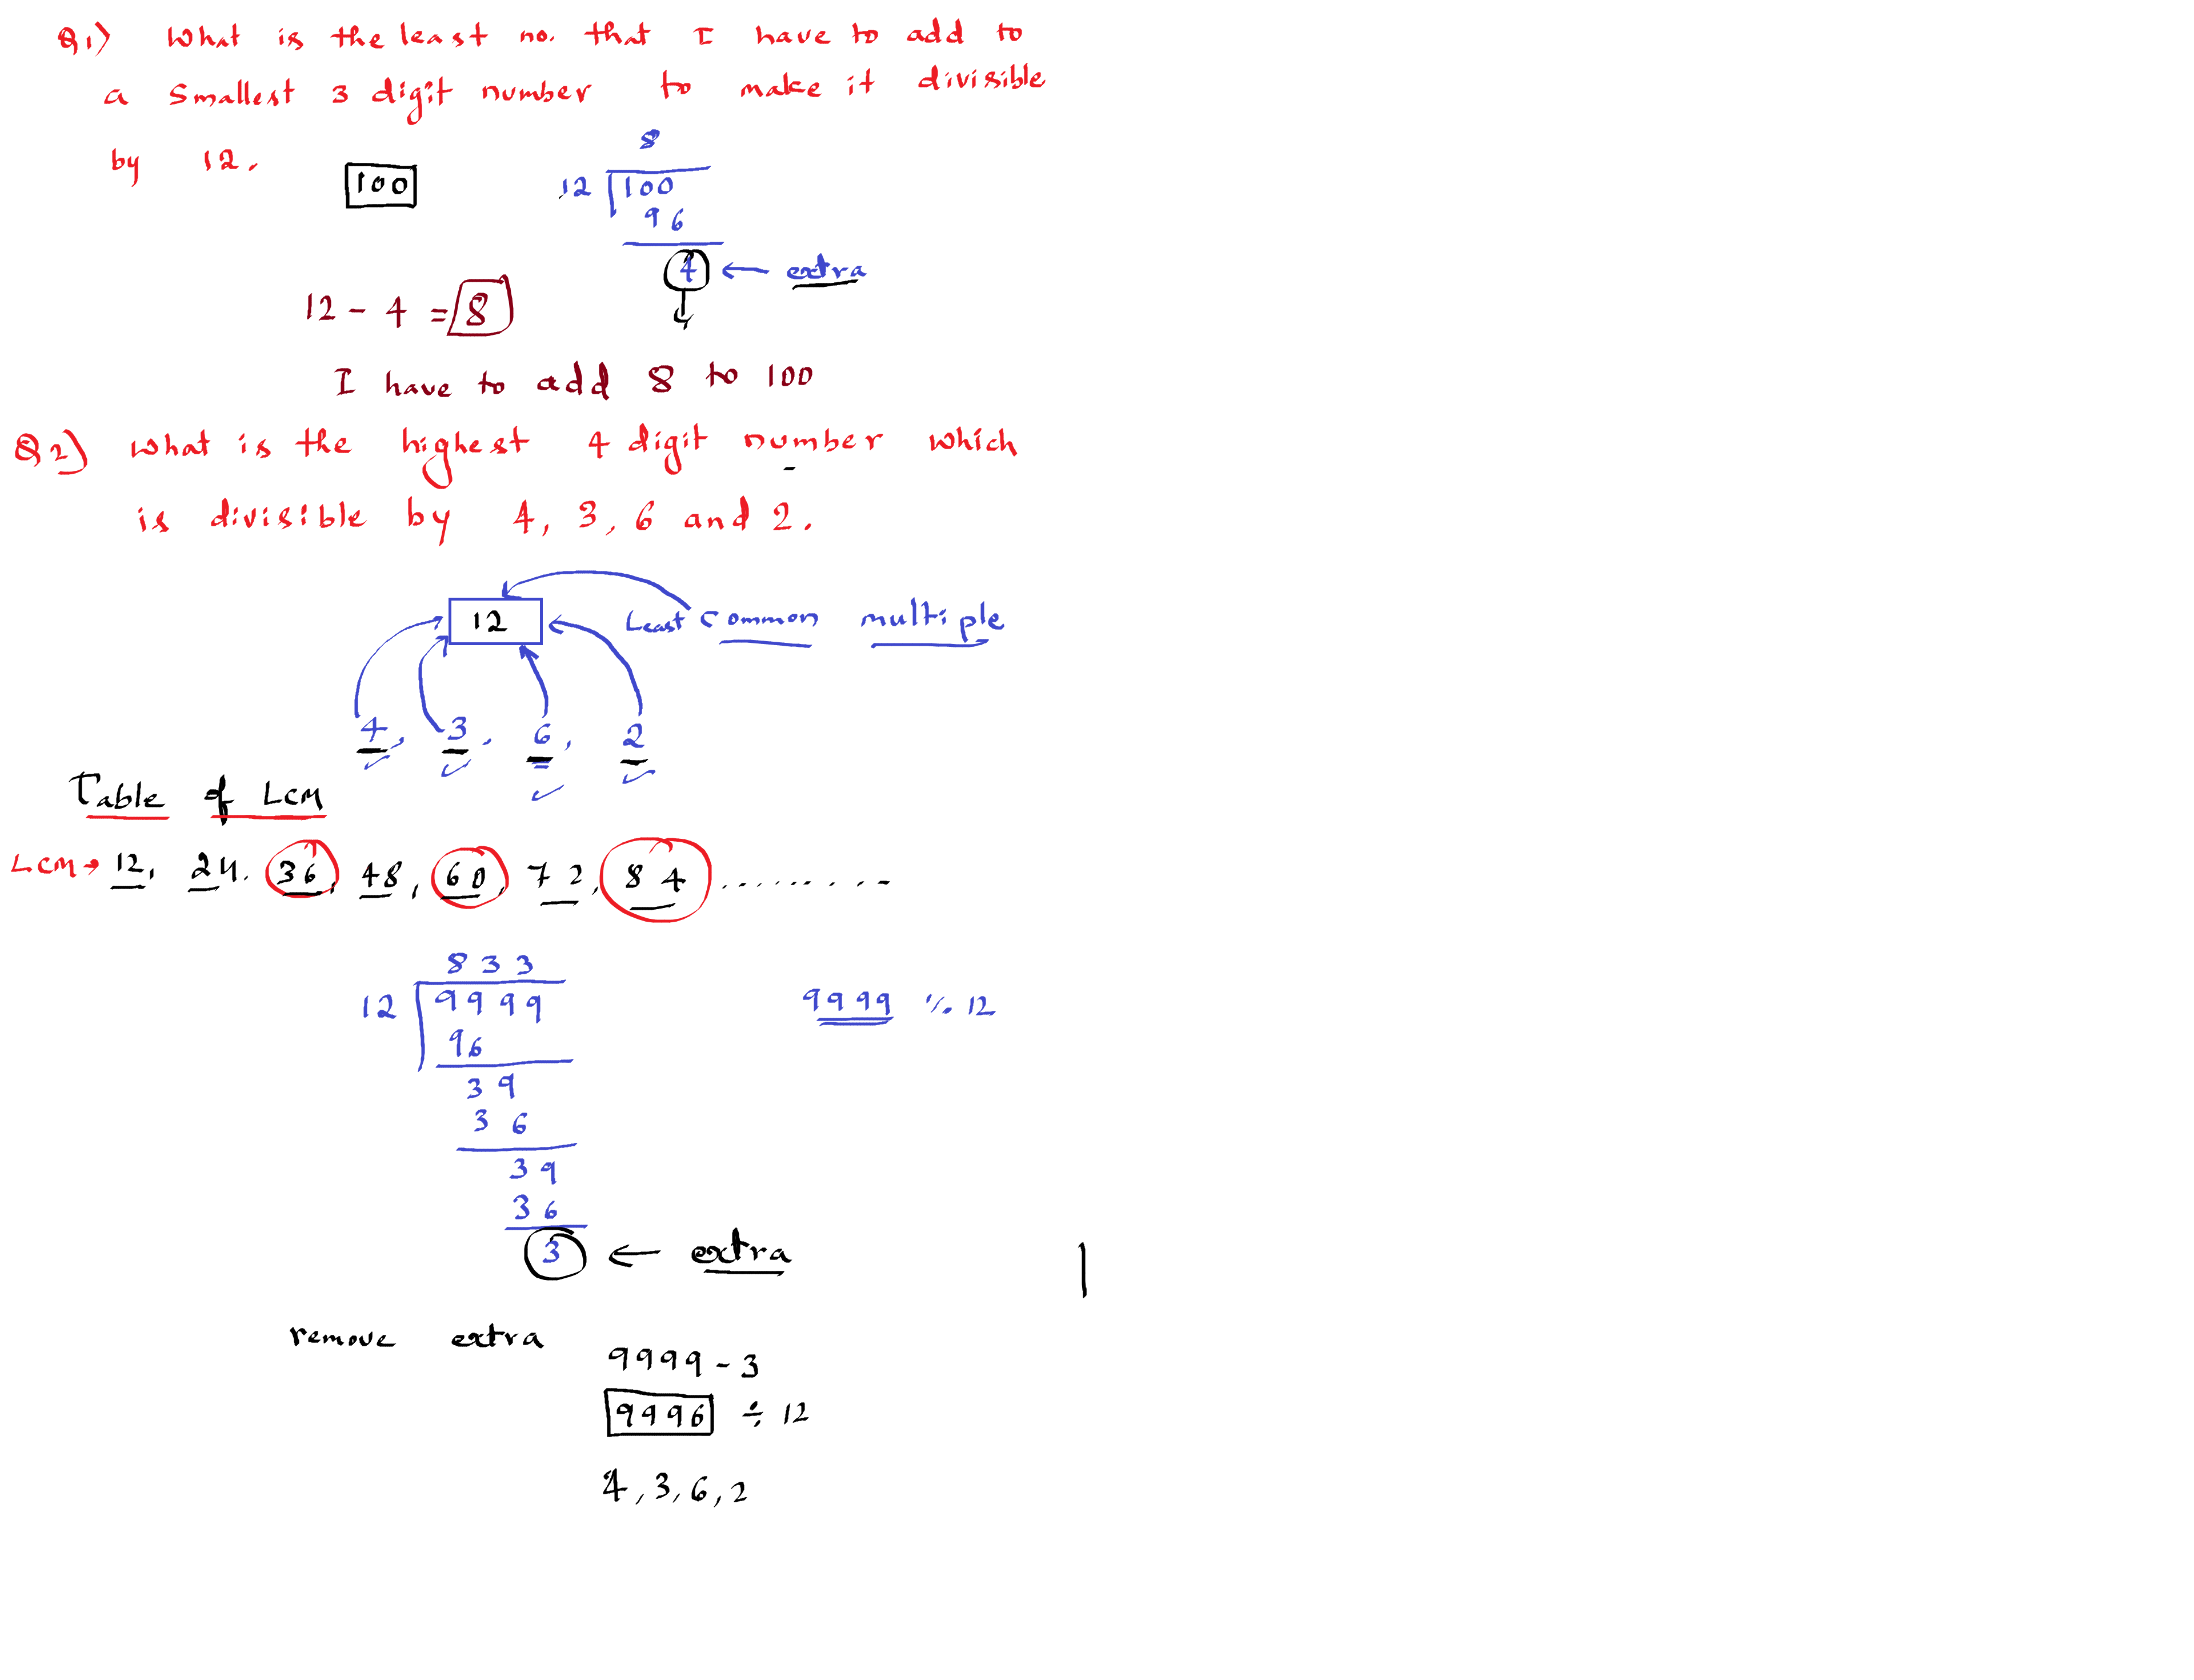 Q1) What is the least no. that I have to add to
a smallest 3 digit number to make it divisible
by 12.
100
8
12 100
96
4 ← extra
12 - 4 = 8
I have to add 8 to 100
Q2) What is the highest 4 digit number which
is divisible by 4, 3, 6 and 2.
12 Least Common multiple
4, 3, 6, 2
Table of LCM
LCM → 12, 24, 36, 48, 60, 72, 84 .........
833
12 9999
9999 % 12
96
39
36
39
36
3 ← extra
remove extra
9999 - 3
9996 ÷ 12
4, 3, 6, 2